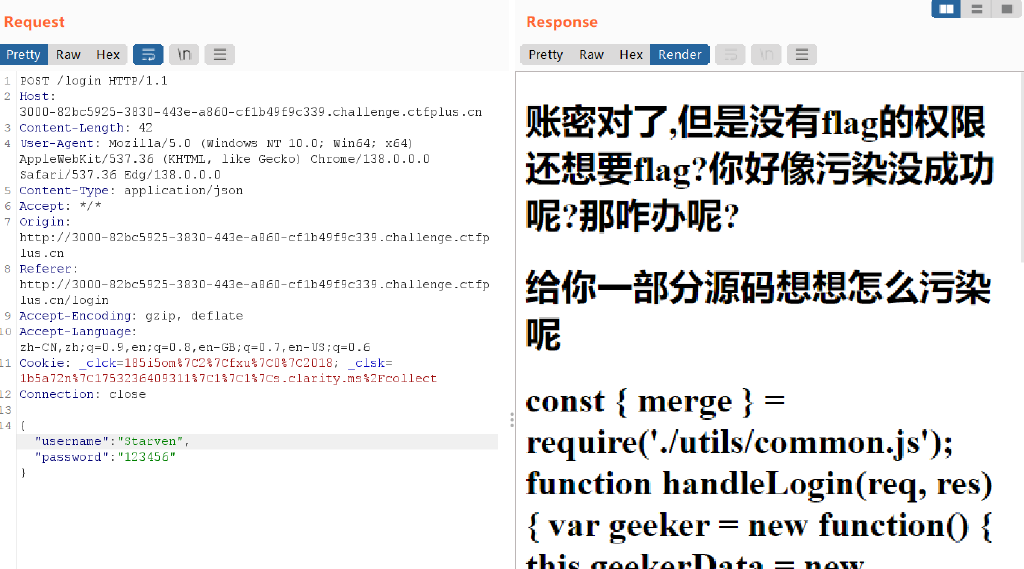 Request
Pretty Raw Hex \n
1 POST /login HTTP/1.1
2 Host:
3000-82bc5925-3830-443e-a860-cf1b49f9c339.challenge.ctfplus.cn
3 Content-Length: 42
4 User-Agent: Mozilla/5.0 (Windows NT 10.0; Win64; x64)
AppleWebKit/537.36 (KHTML, like Gecko) Chrome/138.0.0.0
Safari/537.36 Edg/138.0.0.0
5 Content-Type: application/json
6 Accept: */*
7 Origin:
http://3000-82bc5925-3830-443e-a860-cf1b49f9c339.challenge.ctfp
lus.cn
8 Referer:
http://3000-82bc5925-3830-443e-a860-cf1b49f9c339.challenge.ctfp
lus.cn/login
9 Accept-Encoding: gzip, deflate
10 Accept-Language:
zh-CN,zh;q=0.9,en;q=0.8,en-GB;q=0.7,en-US;q=0.6
11 Cookie: _clck=185i5om%7C2%7Cfxu%7C0%7C2018; _clsk=
1b5a72n%7C1753236409311%7C1%7C1%7Cs.clarity.ms%2Fcollect
12 Connection: close
13
14 {
"username":"Starven",
"password":"123456"
}
Response
Pretty Raw Hex Render \n
账密对了,但是没有flag的权限
还想要flag?你好像污染没成功
呢?那咋办呢?
给你一部分源码想想怎么污染
呢
const { merge } =
require('./utils/common.js');
function handleLogin(req, res)
{ var geeker = new function() {
this.geekerData = new